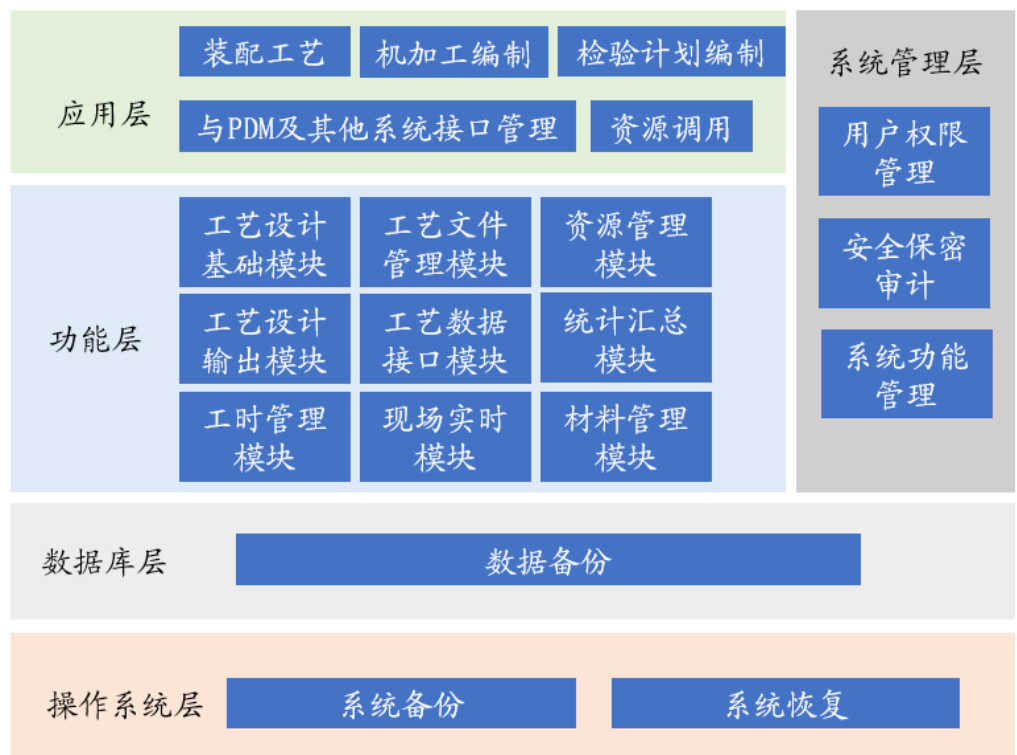 应用层
装配工艺
机加工编制
检验计划编制
与PDM及其他系统接口管理
资源调用
功能层
工艺设计
基础模块
工艺文件
管理模块
资源管理
模块
工艺设计
输出模块
工艺数据
接口模块
统计汇总
模块
工时管理
模块
现场实时
模块
材料管理
模块
系统管理层
用户权限
管理
安全保密
审计
系统功能
管理
数据库层
数据备份
操作系统层
系统备份
系统恢复